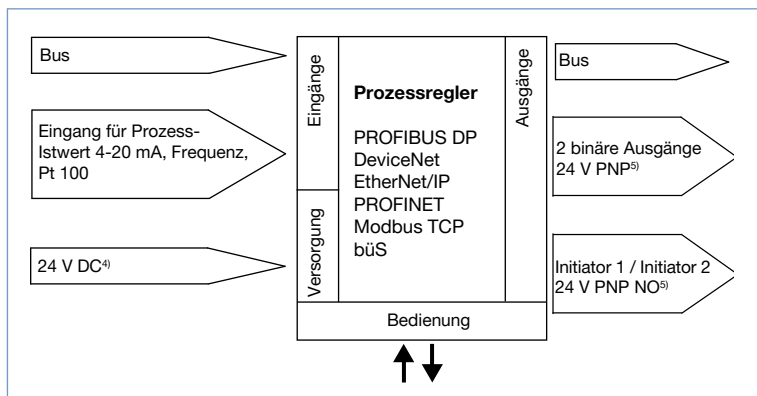 Bus
Eingang für Prozess-
Istwert 4-20 mA, Frequenz,
Pt 100
24 V DC4)
Eingänge
Versorgung
Prozessregler
PROFIBUS DP
DeviceNet
EtherNet/IP
PROFINET
Modbus TCP
büS
Ausgänge
Bedienung
Bus
2 binäre Ausgänge
24 V PNP5)
Initiator 1 / Initiator 2
24 V PNP NO5)